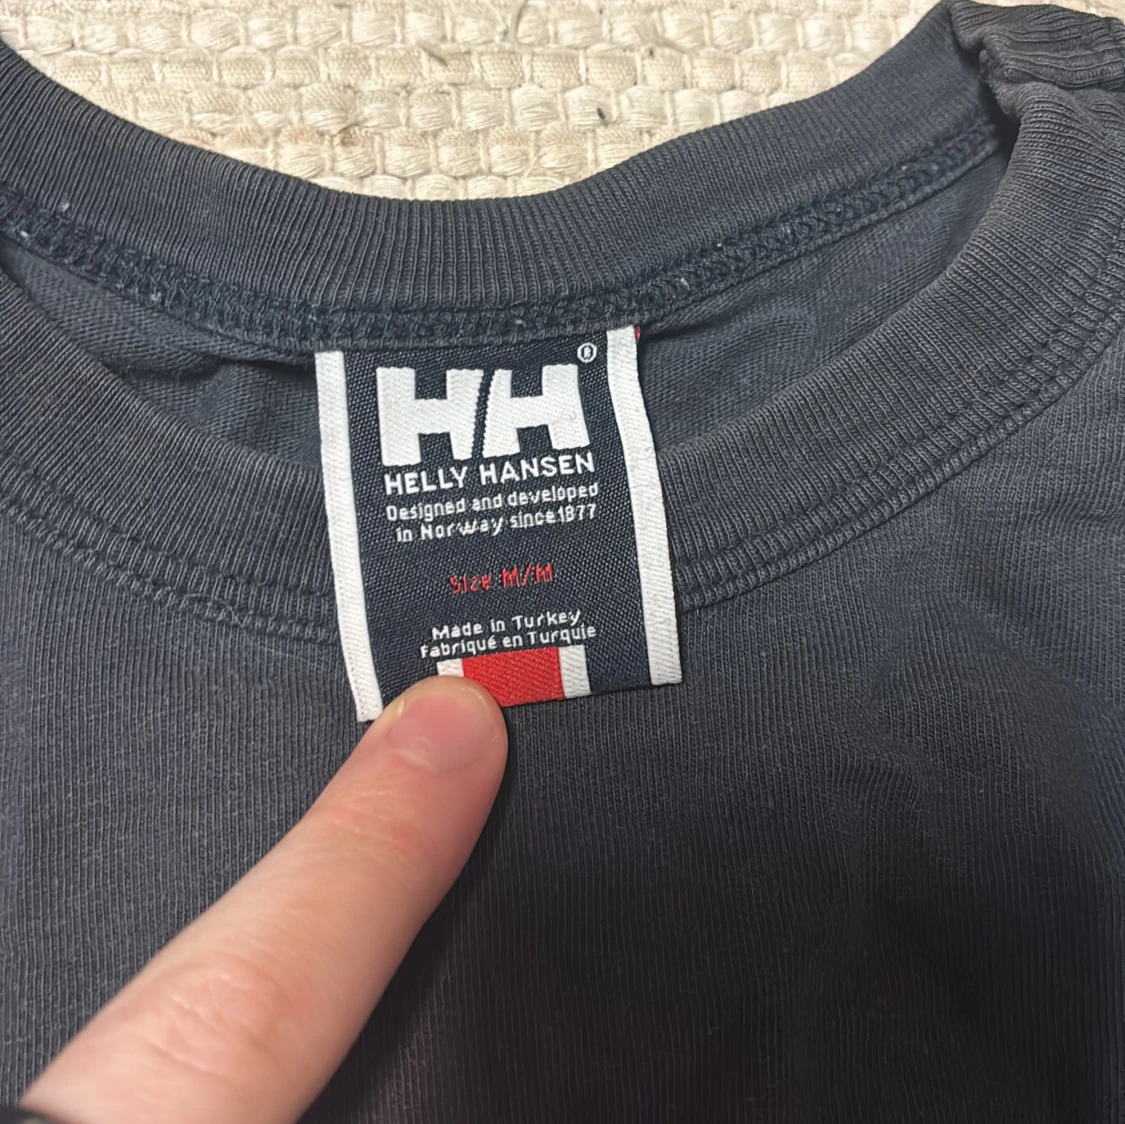 ®
HH
HELLY HANSEN
Designed and developed
in Norway since 1877
Size M/M
Made in Turkey
Fabriqué en Turquie